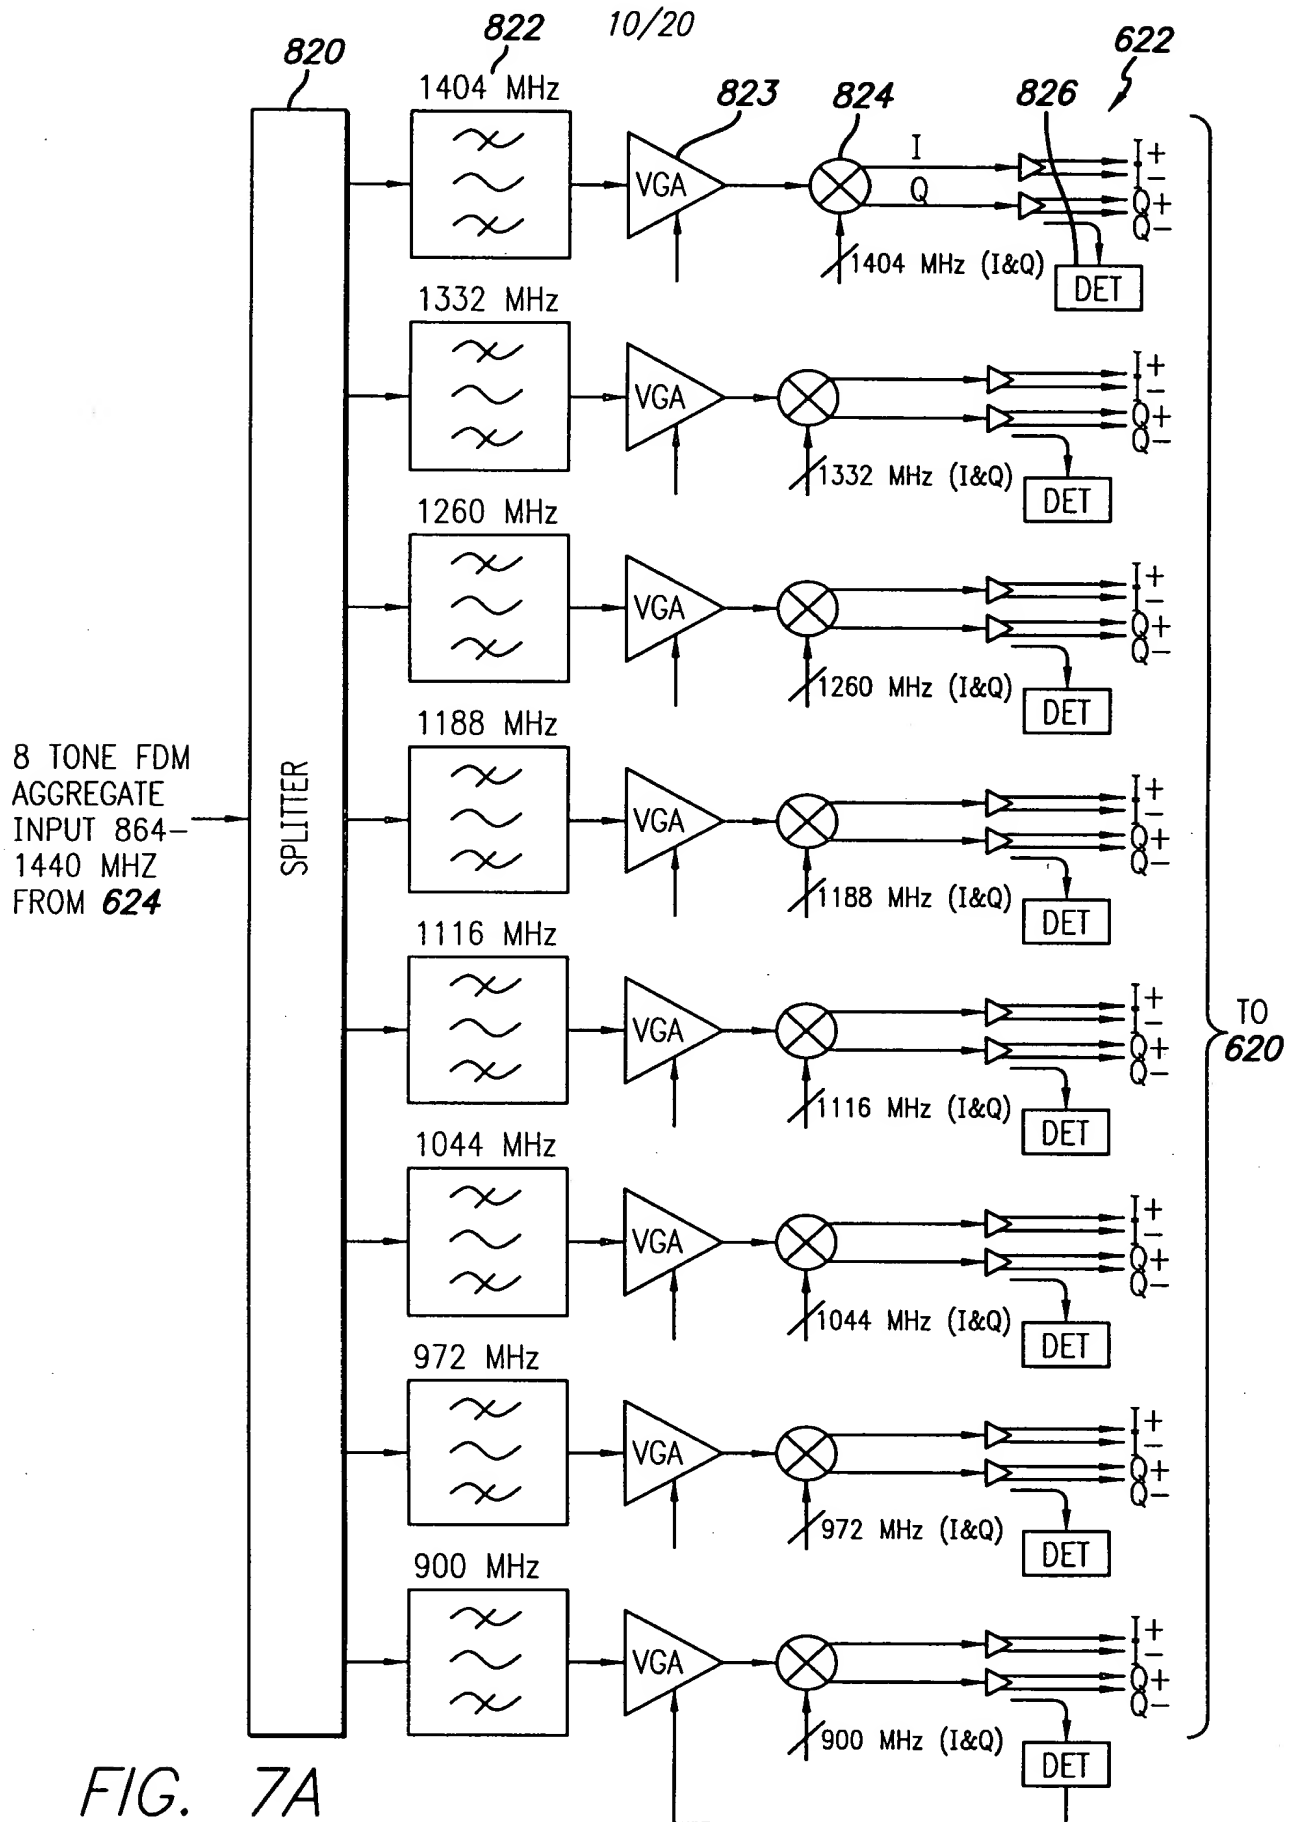 10/20
820
822
823
824
826
622
1404 MHz
VGA
I
Q
1404 MHz (I&Q)
DET
I+
I-
Q+
Q-
1332 MHz
VGA
1332 MHz (I&Q)
DET
I+
I-
Q+
Q-
1260 MHz
VGA
1260 MHz (I&Q)
DET
I+
I-
Q+
Q-
8 TONE FDM
AGGREGATE
INPUT 864-
1440 MHZ
FROM 624
SPLITTER
1188 MHz
VGA
1188 MHz (I&Q)
DET
I+
I-
Q+
Q-
1116 MHz
VGA
1116 MHz (I&Q)
DET
I+
I-
Q+
Q-
TO
620
1044 MHz
VGA
1044 MHz (I&Q)
DET
I+
I-
Q+
Q-
972 MHz
VGA
972 MHz (I&Q)
DET
I+
I-
Q+
Q-
900 MHz
VGA
900 MHz (I&Q)
DET
I+
I-
Q+
Q-
FIG. 7A